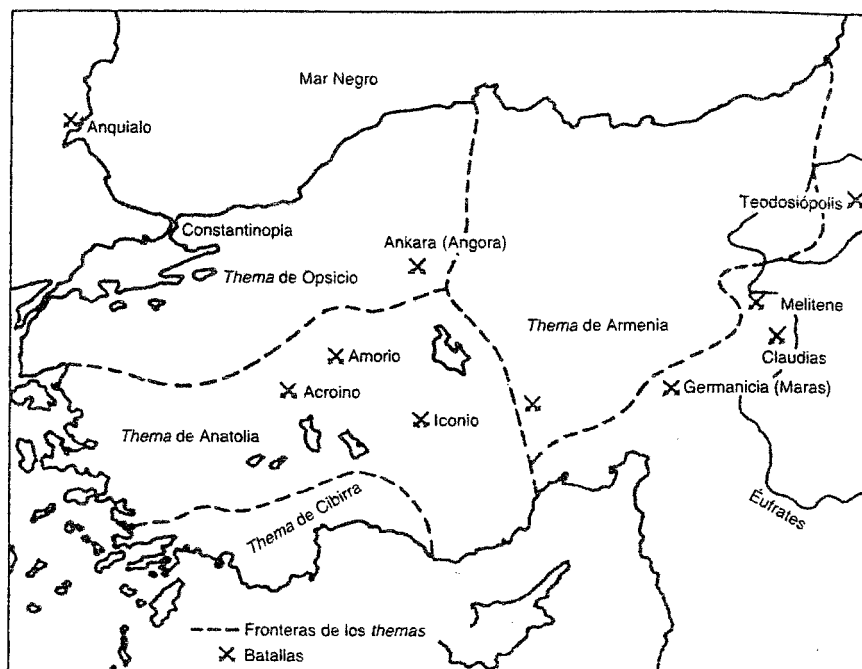 Mar Negro
Anquialo
Constantinopla
Teodosiópolis
Ankara (Angora)
Thema de Opsicio
Melitene
Thema de Armenia
Claudias
Amorio
Acroino
Germanicia (Maras)
Iconio
Thema de Anatolia
Thema de Cibirra
Éufrates
Fronteras de los themas
Batallas